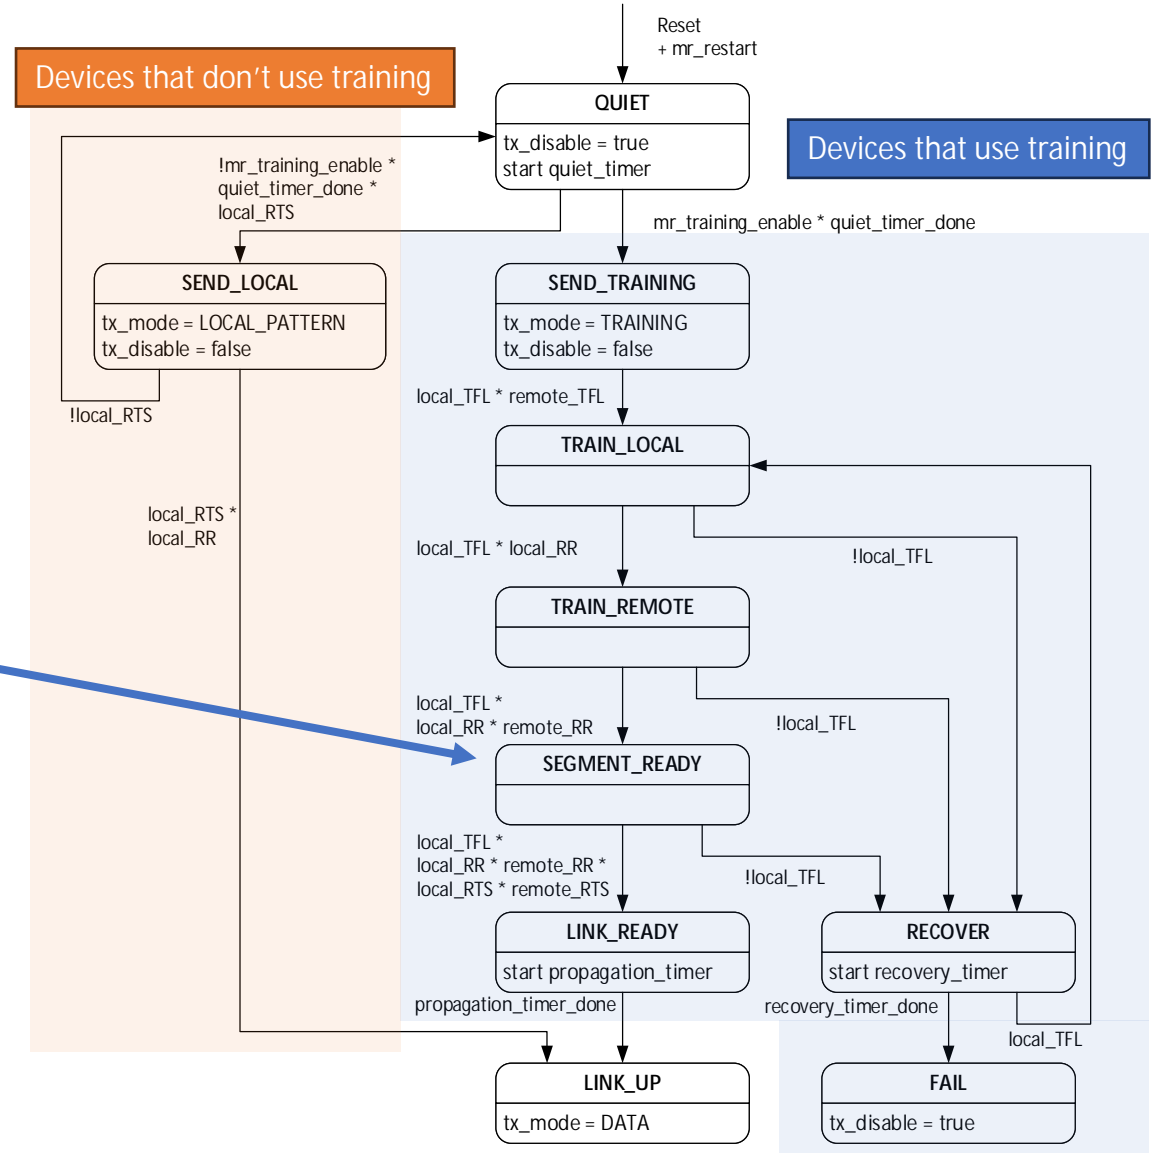 Reset
+ mr_restart
Devices that don't use training
QUIET
tx_disable = true
start quiet_timer
Devices that use training
!mr_training_enable *
quiet_timer_done *
local_RTS
mr_training_enable * quiet_timer_done
SEND_LOCAL
tx_mode = LOCAL_PATTERN
tx_disable = false
SEND_TRAINING
tx_mode = TRAINING
tx_disable = false
!local_RTS
local_TFL * remote_TFL
TRAIN_LOCAL
local_RTS *
local_RR
local_TFL * local_RR
!local_TFL
TRAIN_REMOTE
local_TFL *
local_RR * remote_RR
!local_TFL
SEGMENT_READY
local_TFL *
local_RR * remote_RR *
local_RTS * remote_RTS
!local_TFL
LINK_READY
start propagation_timer
RECOVER
start recovery_timer
propagation_timer_done
recovery_timer_done
local_TFL
LINK_UP
tx_mode = DATA
FAIL
tx_disable = true